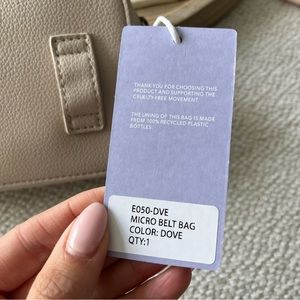 THANK YOU FOR CHOOSING THIS
PRODUCT AND SUPPORTING THE
CRUELTY-FREE MOVEMENT.
THE LINING OF THIS BAG IS MADE
FROM 100% RECYCLED PLASTIC
BOTTLES.
E050-DVE
MICRO BELT BAG
COLOR: DOVE
QTY:1